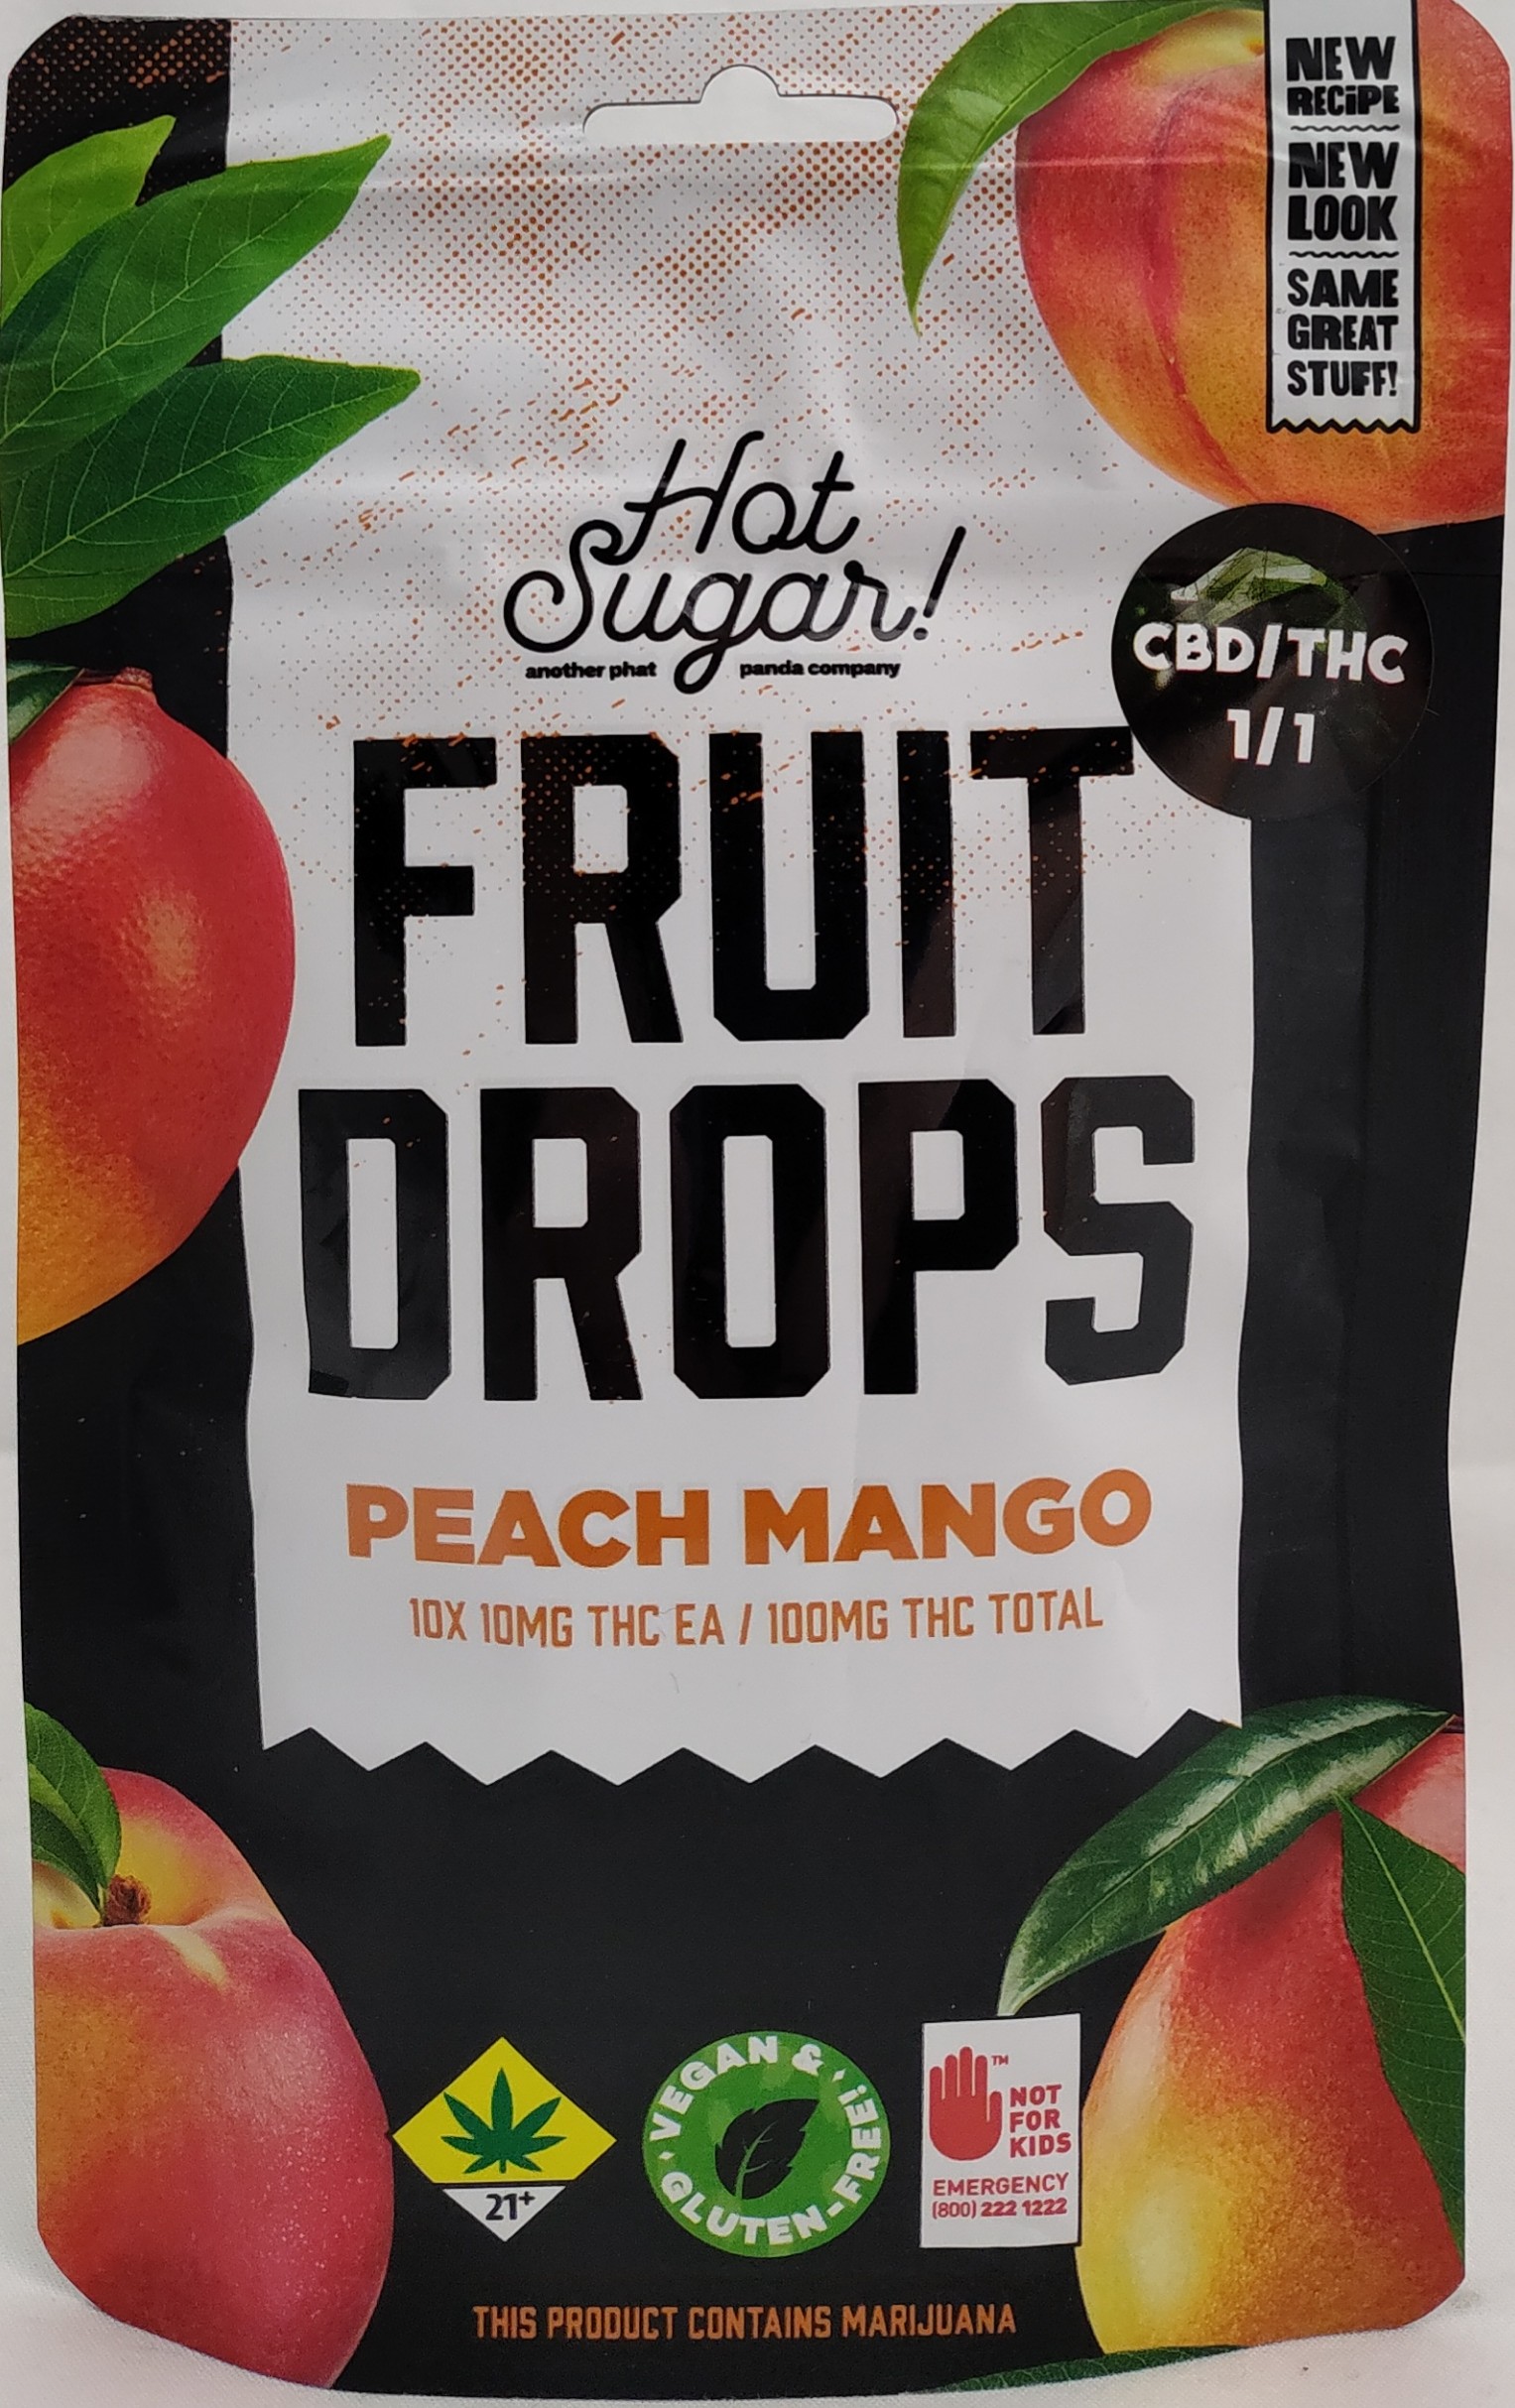 NEW
RECiPE
NEW
LOOK
SAME
GREAT
STUFF!
Hot
Sugar!
another phat panda company
CBD/THC
1/1
FRUIT
DROPS
PEACH MANGO
10X 10MG THC EA / 100MG THC TOTAL
21+
VEGAN &
GLUTEN-FREE!
TM
NOT
FOR
KIDS
EMERGENCY
(800) 222 1222
THIS PRODUCT CONTAINS MARIJUANA